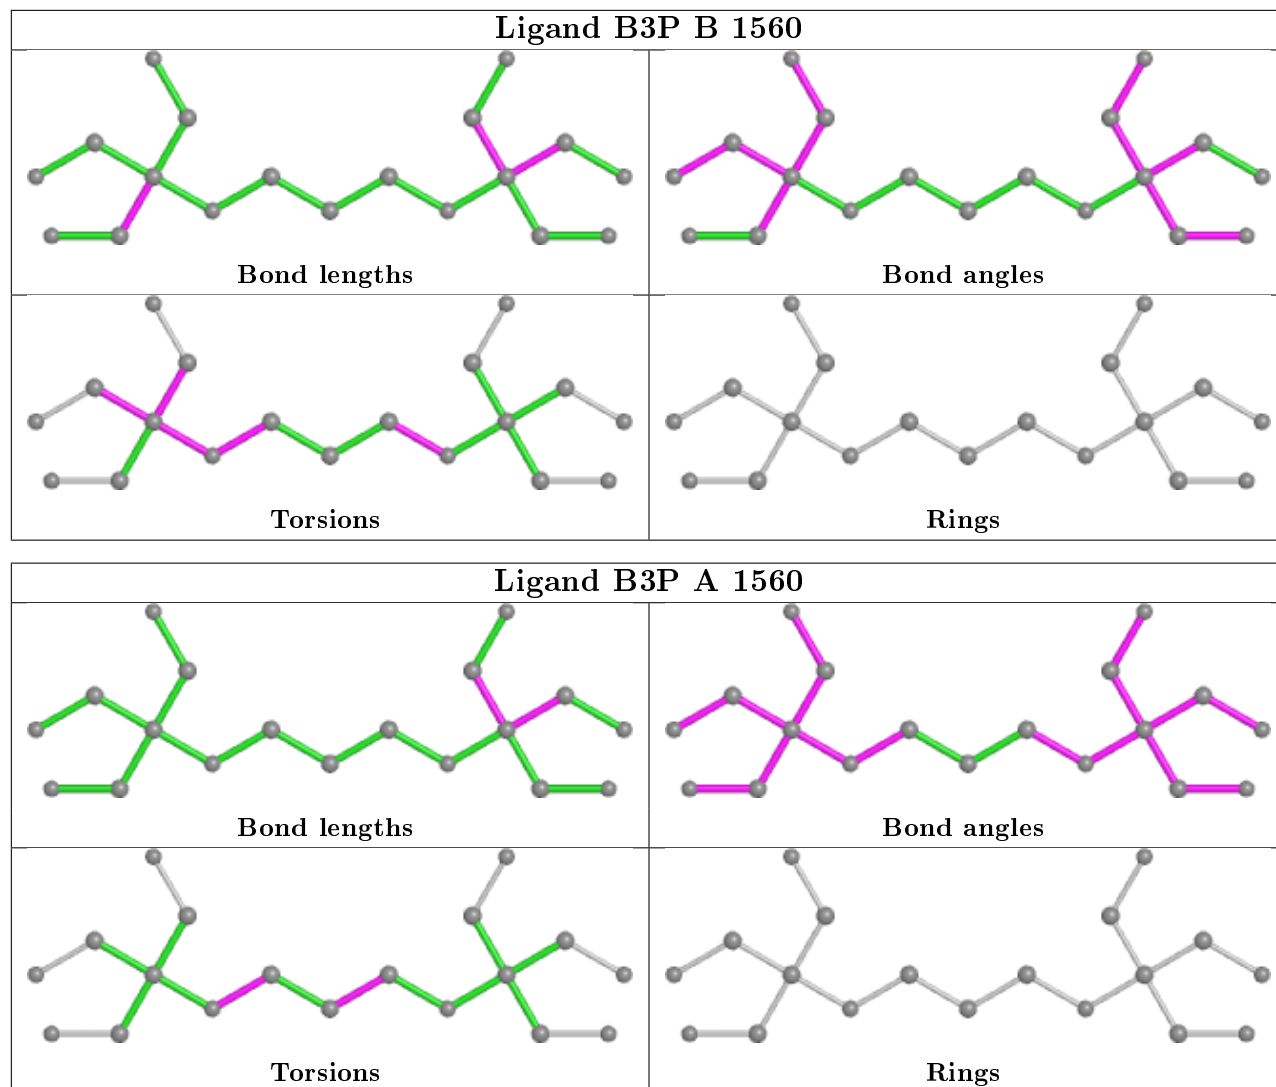 Ligand B3P B 1560
Bond lengths
Bond angles
Torsions
Rings
Ligand B3P A 1560
Bond lengths
Bond angles
Torsions
Rings